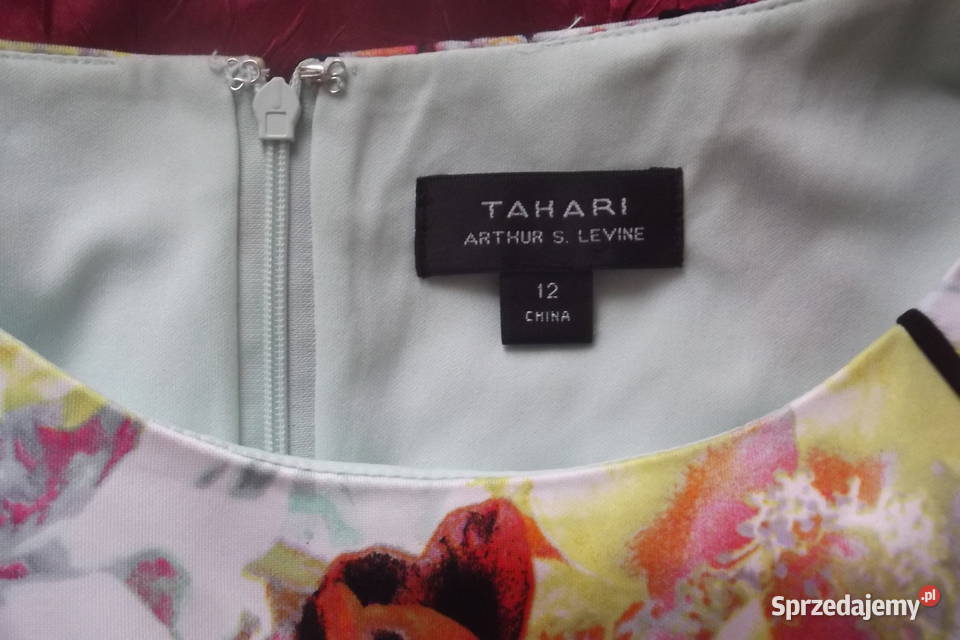 TAHARI
ARTHUR S. LEVINE
12
CHINA
Sprzedajemy.pl